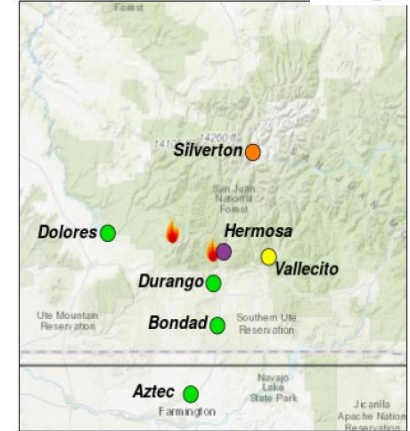 Forest
14260 ft
Silverton
San Juan
National
Forest
Hermosa
Dolores
Vallecito
Durango
Ute Mountain
Reservation
Bondad
Southern Ute
Reservation
Aztec
Farmington
Navajo
Lake
State Park
Jicarilla
Apache Nation
Reservation